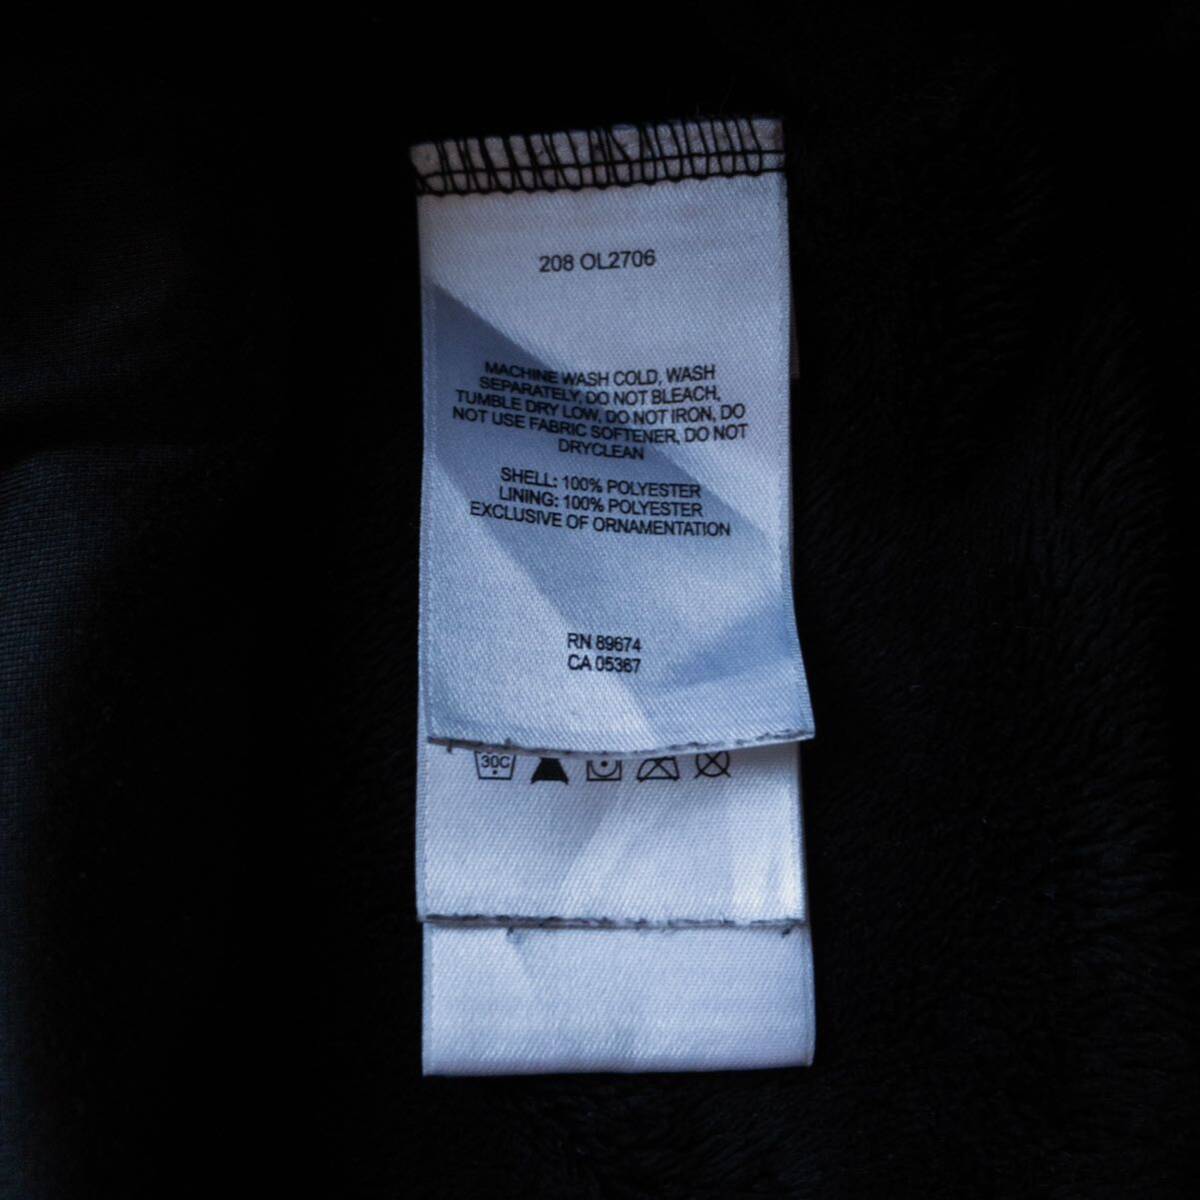 208 OL2706
MACHINE WASH COLD, WASH
SEPARATELY, DO NOT BLEACH,
TUMBLE DRY LOW, DO NOT IRON, DO
NOT USE FABRIC SOFTENER, DO NOT
DRYCLEAN
SHELL: 100% POLYESTER
LINING: 100% POLYESTER
EXCLUSIVE OF ORNAMENTATION
RN 89674
CA 05367
30C